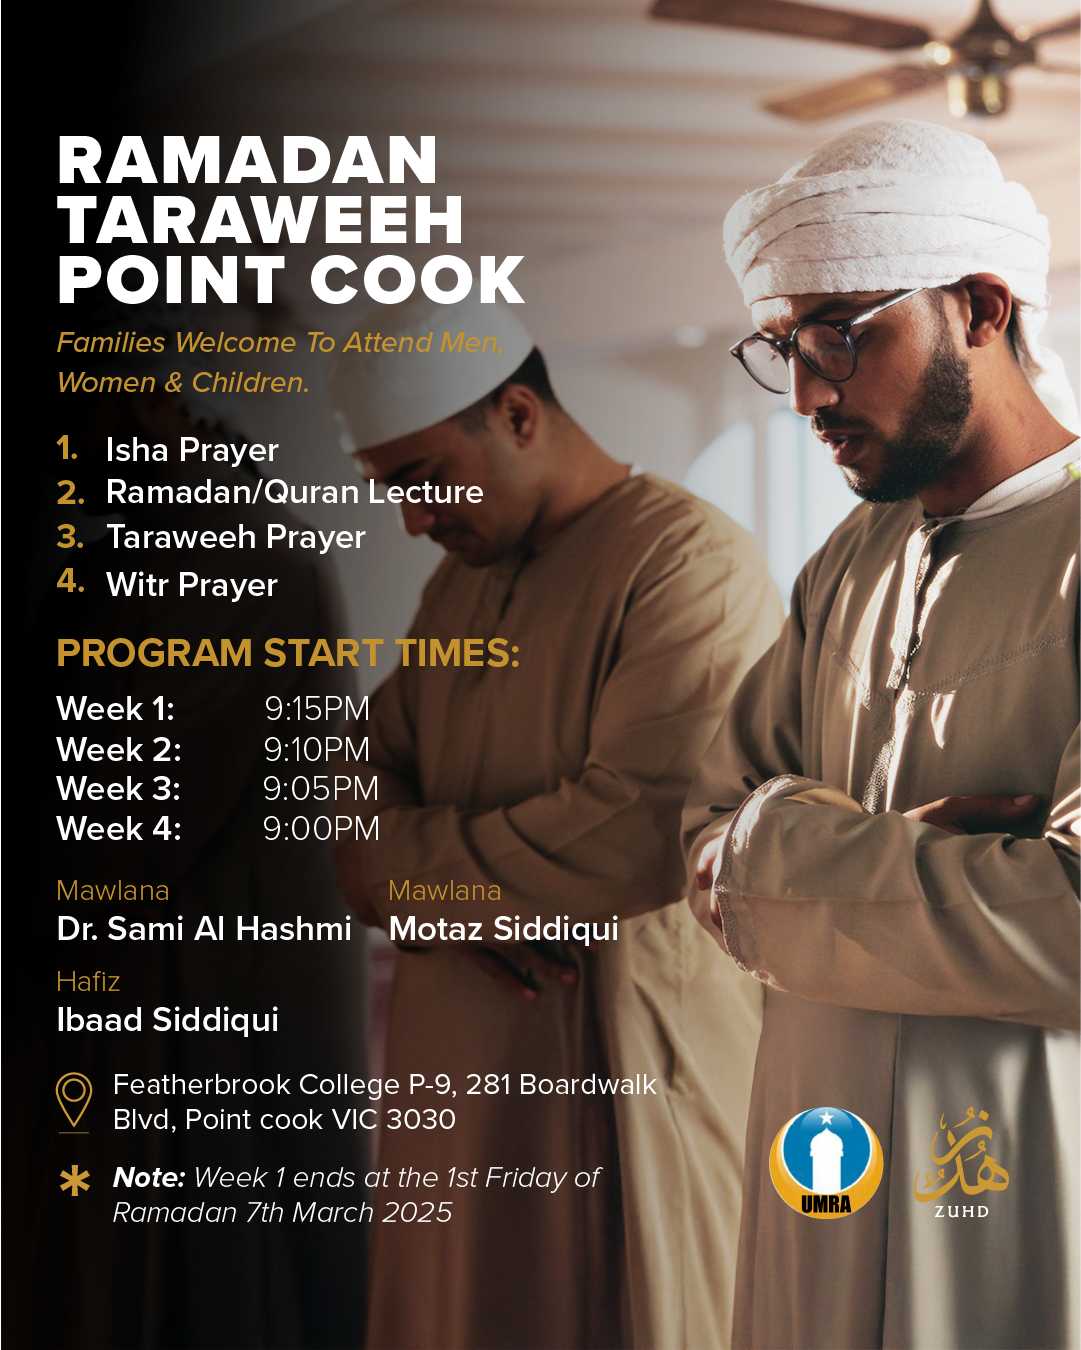 RAMADAN
TARAWEEH
POINT COOK
Families Welcome To Attend Men,
Women & Children.
1. Isha Prayer
2. Ramadan/Quran Lecture
3. Taraweeh Prayer
4. Witr Prayer
PROGRAM START TIMES:
Week 1: 9:15PM
Week 2: 9:10PM
Week 3: 9:05PM
Week 4: 9:00PM
Mawlana
Dr. Sami Al Hashmi
Mawlana
Motaz Siddiqui
Hafiz
Ibaad Siddiqui
Featherbrook College P-9, 281 Boardwalk
Blvd, Point cook VIC 3030
* Note: Week 1 ends at the 1st Friday of
Ramadan 7th March 2025
UMRA
زهد
ZUHD